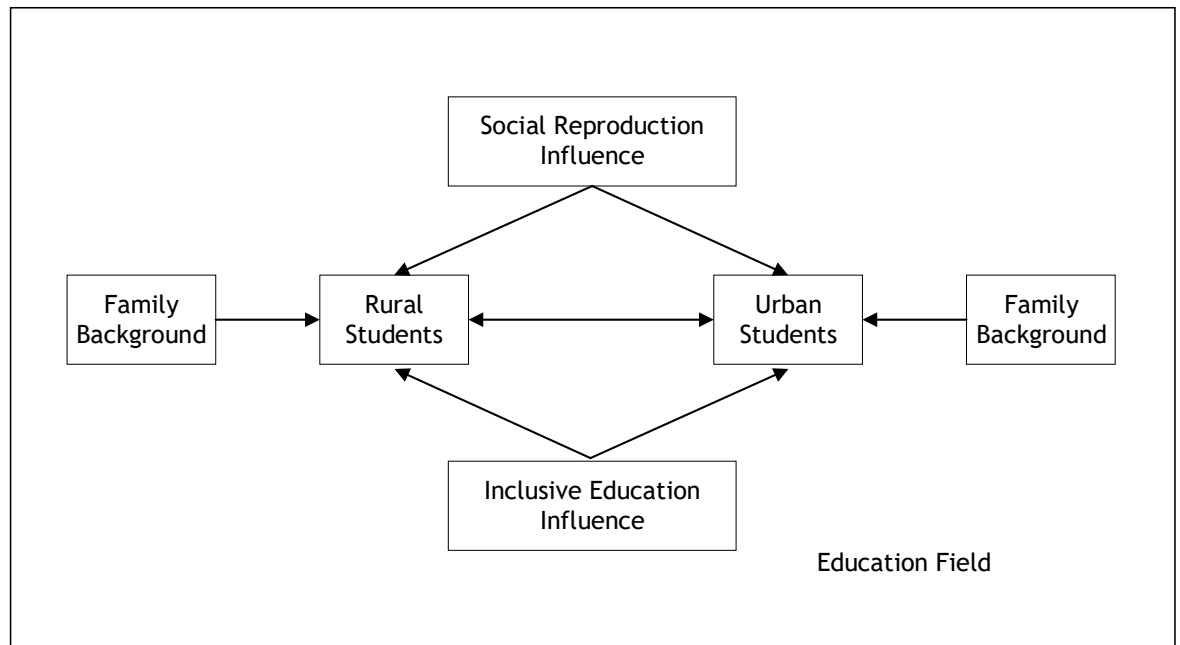 Social Reproduction
Influence
Family
Background
Rural
Students
Urban
Students
Family
Background
Inclusive Education
Influence
Education Field